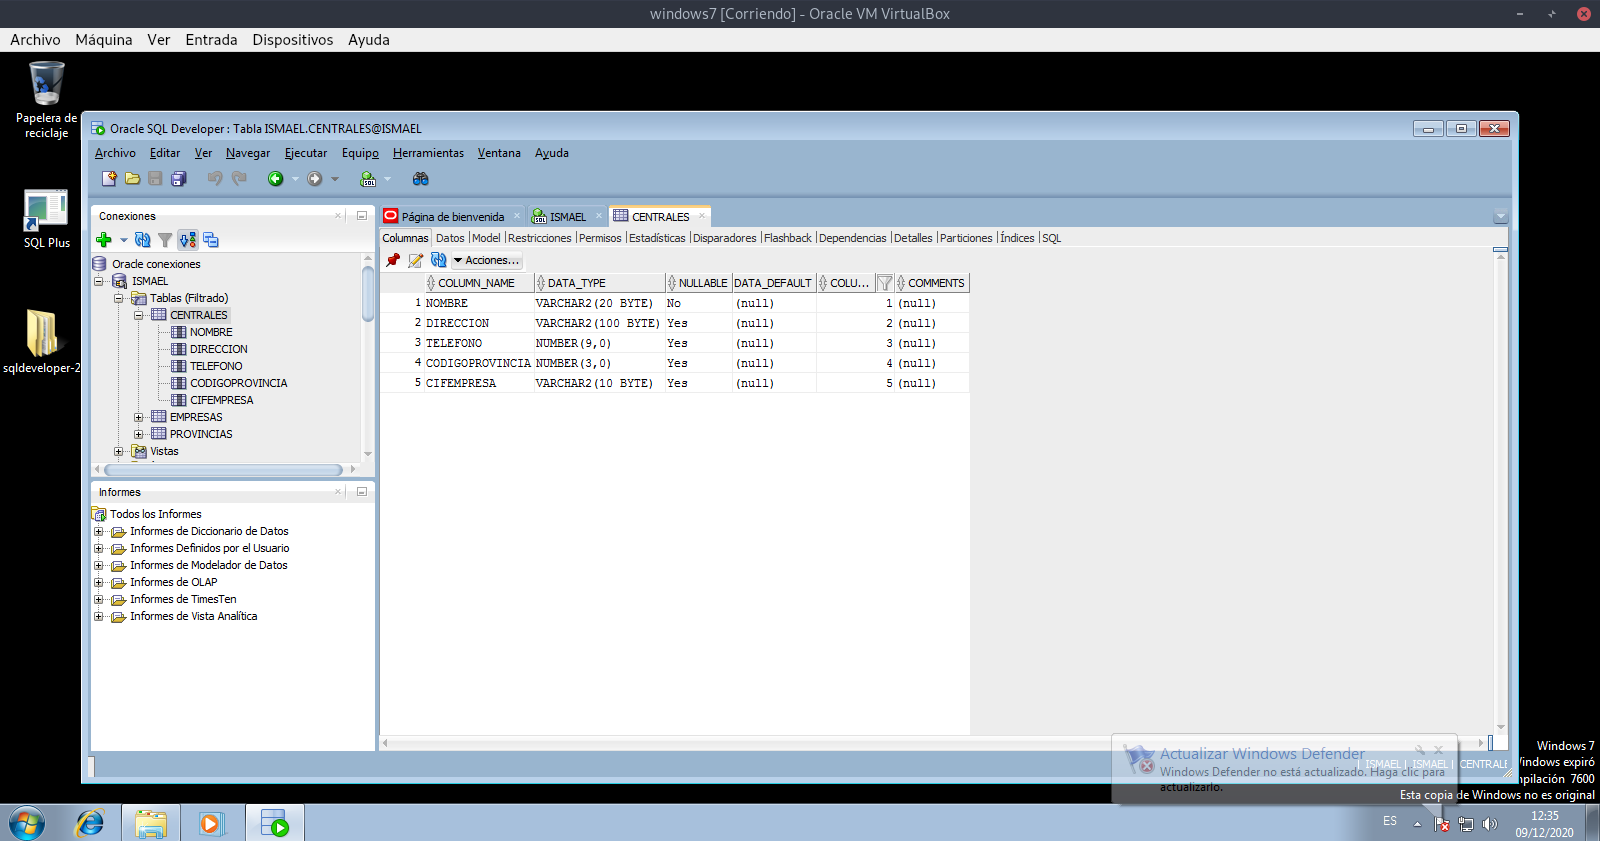 windows7 [Corriendo] - Oracle VM VirtualBox
Archivo Máquina Ver Entrada Dispositivos Ayuda
Papelera de
reciclaje
SQL Plus
sqldeveloper-2
Oracle SQL Developer : Tabla ISMAEL.CENTRALES@ISMAEL
Archivo Editar Ver Navegar Ejecutar Equipo Herramientas Ventana Ayuda
Conexiones
Oracle conexiones
ISMAEL
Tablas (Filtrado)
CENTRALES
NOMBRE
DIRECCION
TELEFONO
CODIGOPROVINCIA
CIFEMPRESA
EMPRESAS
PROVINCIAS
Vistas
Informes
Todos los Informes
Informes de Diccionario de Datos
Informes Definidos por el Usuario
Informes de Modelador de Datos
Informes de OLAP
Informes de TimesTen
Informes de Vista Analítica
Página de bienvenida ISMAEL CENTRALES
Columnas Datos Model Restricciones Permisos Estadísticas Disparadores Flashback Dependencias Detalles Particiones Índices SQL
Acciones...
COLUMN_NAME DATA_TYPE NULLABLE DATA_DEFAULT COLU... COMMENTS
1 NOMBRE VARCHAR2(20 BYTE) No (null) 1 (null)
2 DIRECCION VARCHAR2(100 BYTE) Yes (null) 2 (null)
3 TELEFONO NUMBER(9,0) Yes (null) 3 (null)
4 CODIGOPROVINCIA NUMBER(3,0) Yes (null) 4 (null)
5 CIFEMPRESA VARCHAR2(10 BYTE) Yes (null) 5 (null)
Actualizar Windows Defender
Windows Defender no está actualizado. Haga clic para
actualizarlo.
ISMAEL ISMAEL CENTRALE
Windows 7
Windows expiró
mpilación 7600
Esta copia de Windows no es original
ES
12:35
09/12/2020